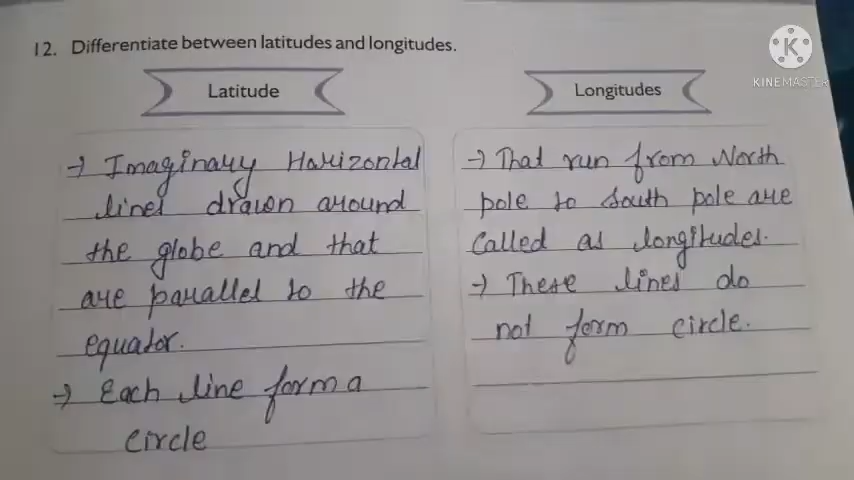 12. Differentiate between latitudes and longitudes.
K
KINEMASTER
Latitude
→ Imaginary Horizontal
lines drawn around
the globe and that
are parallel to the
equator.
→ Each line form a
circle
Longitudes
→ That run from North
pole to South pole are
Called as longitudes.
→ These lines do
not form circle.